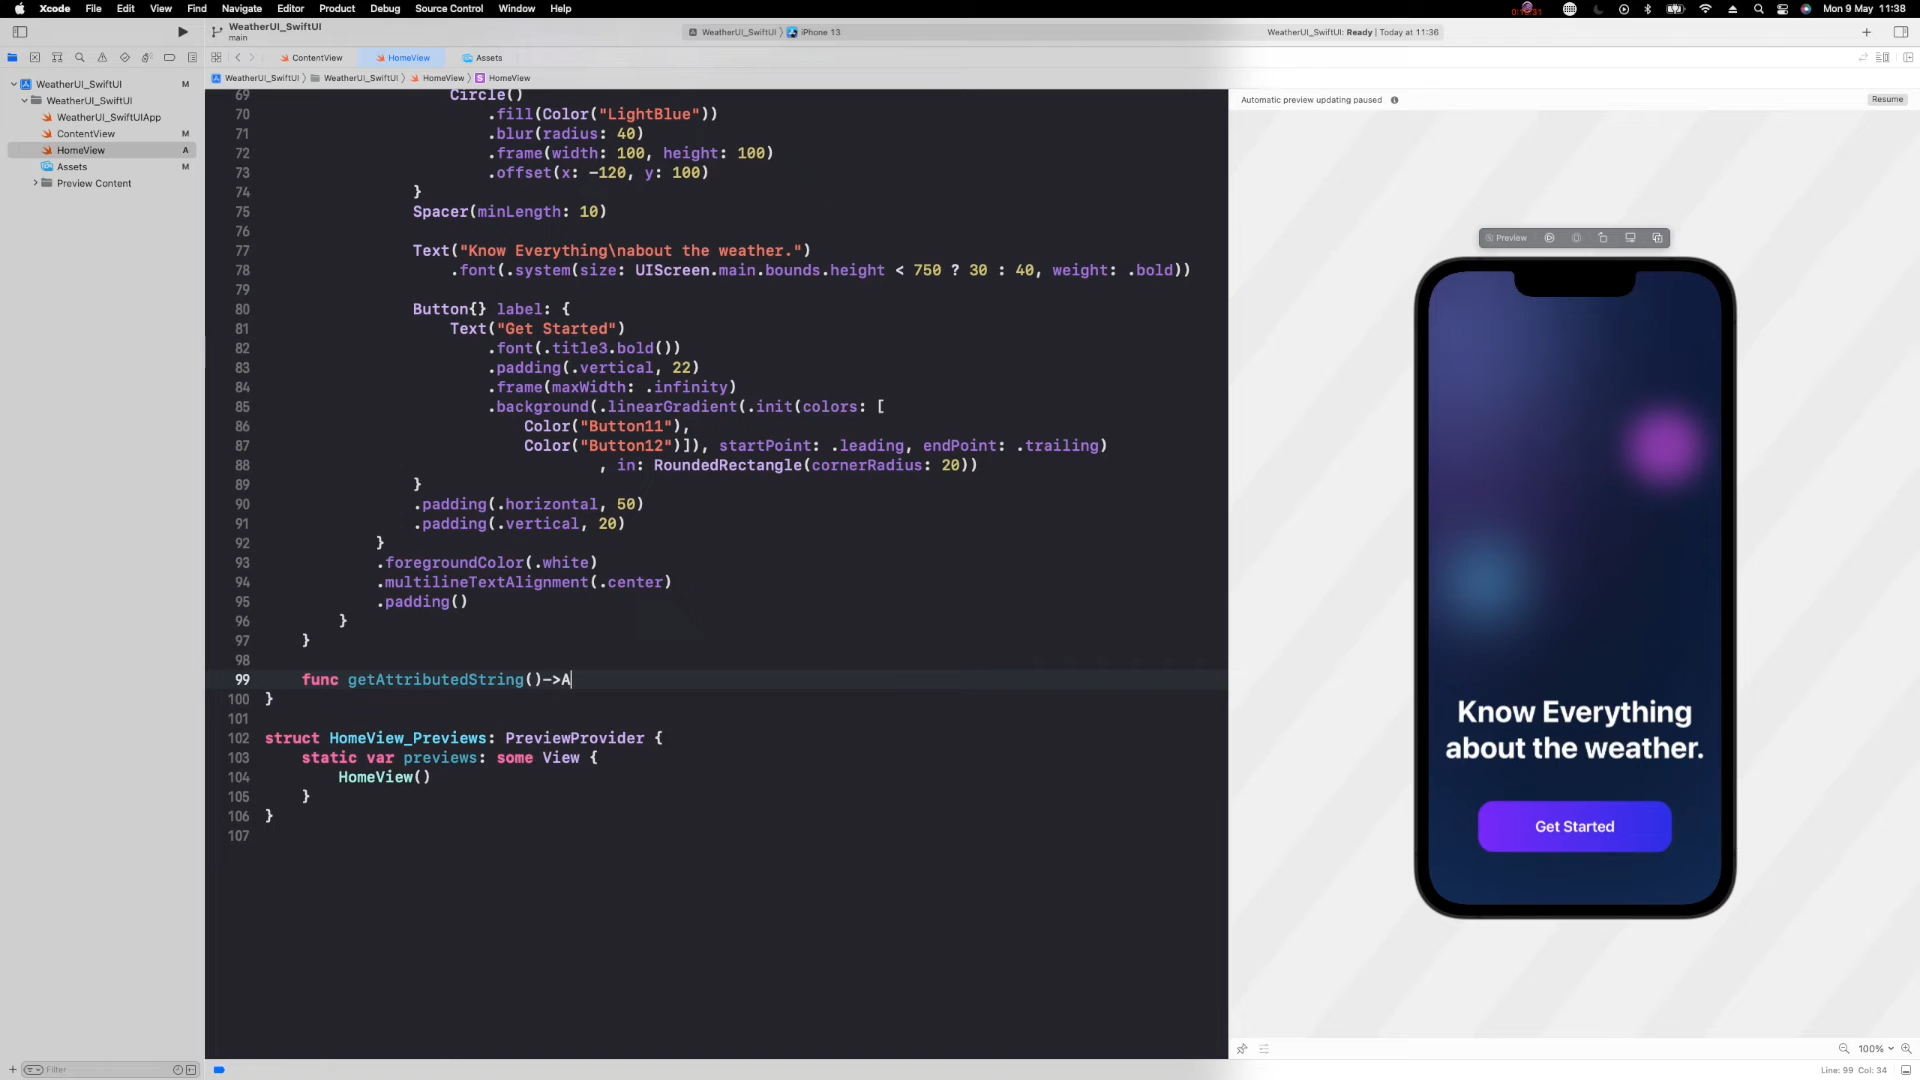 Xcode File Edit View Find Navigate Editor Product Debug Source Control Window Help
Mon 9 May 11:38
WeatherUI_SwiftUI
main
WeatherUI_SwiftUI 〉 iPhone 13
WeatherUI_SwiftUI: Ready | Today at 11:36
ContentView HomeView Assets
WeatherUI_SwiftUI 〉 WeatherUI_SwiftUI 〉 HomeView 〉 S HomeView
WeatherUI_SwiftUI M
WeatherUI_SwiftUI
WeatherUI_SwiftUIApp
ContentView M
HomeView A
Assets M
Preview Content
69 Circle()
70 .fill(Color("LightBlue"))
71 .blur(radius: 40)
72 .frame(width: 100, height: 100)
73 .offset(x: -120, y: 100)
74 }
75 Spacer(minLength: 10)
76
77 Text("Know Everything\nabout the weather.")
78 .font(.system(size: UIScreen.main.bounds.height < 750 ? 30 : 40, weight: .bold))
79
80 Button{} label: {
81 Text("Get Started")
82 .font(.title3.bold())
83 .padding(.vertical, 22)
84 .frame(maxWidth: .infinity)
85 .background(.linearGradient(.init(colors: [
86 Color("Button11"),
87 Color("Button12")]), startPoint: .leading, endPoint: .trailing)
88 , in: RoundedRectangle(cornerRadius: 20))
89 }
90 .padding(.horizontal, 50)
91 .padding(.vertical, 20)
92 }
93 .foregroundColor(.white)
94 .multilineTextAlignment(.center)
95 .padding()
96 }
97 }
98
99 func getAttributedString()->A
100 }
101
102 struct HomeView_Previews: PreviewProvider {
103 static var previews: some View {
104 HomeView()
105 }
106 }
107
Automatic preview updating paused
Resume
Preview
Know Everything
about the weather.
Get Started
Filter
100%
Line: 99 Col: 34